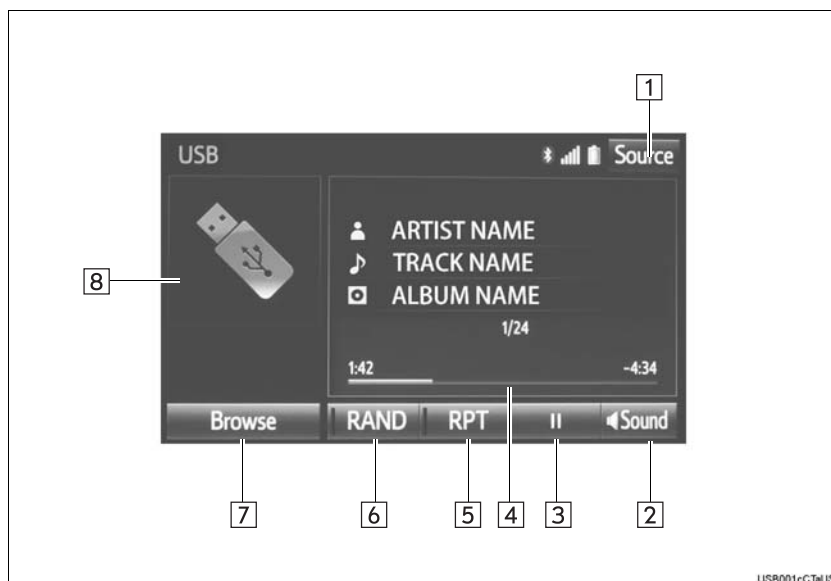 1
USB
Source
ARTIST NAME
TRACK NAME
8
ALBUM NAME
1/24
1:42
-4:34
Browse
RAND
RPT
Sound
7
6
5
4
3
2